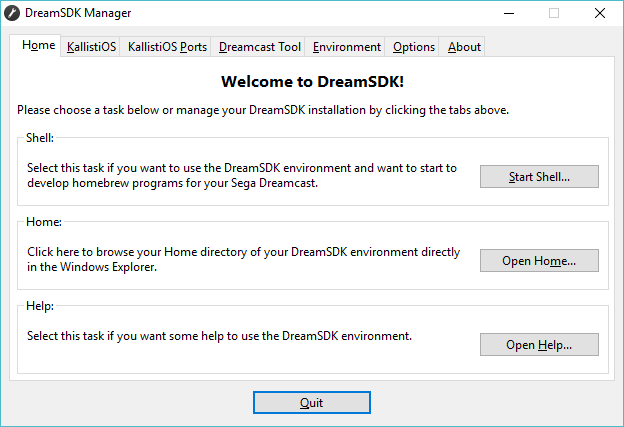 DreamSDK Manager
Home KallistiOS KallistiOS Ports Dreamcast Tool Environment Options About
Welcome to DreamSDK!
Please choose a task below or manage your DreamSDK installation by clicking the tabs above.
Shell:
Select this task if you want to use the DreamSDK environment and want to start to
develop homebrew programs for your Sega Dreamcast.
Start Shell...
Home:
Click here to browse your Home directory of your DreamSDK environment directly
in the Windows Explorer.
Open Home...
Help:
Select this task if you want some help to use the DreamSDK environment.
Open Help...
Quit